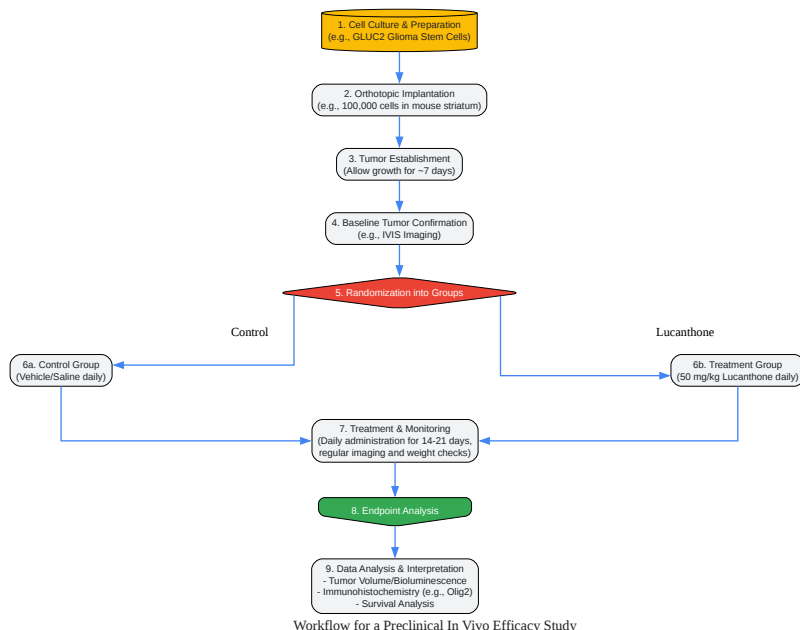 1. Cell Culture & Preparation
(e.g., GLUC2 Glioma Stem Cells)
2. Orthotopic Implantation
(e.g., 100,000 cells in mouse striatum)
3. Tumor Establishment
(Allow growth for ~7 days)
4. Baseline Tumor Confirmation
(e.g., IVIS Imaging)
5. Randomization into Groups
Control
Lucanthone
6a. Control Group
(Vehicle/Saline daily)
6b. Treatment Group
(50 mg/kg Lucanthone daily)
7. Treatment & Monitoring
(Daily administration for 14-21 days,
regular imaging and weight checks)
8. Endpoint Analysis
9. Data Analysis & Interpretation
- Tumor Volume/Bioluminescence
- Immunohistochemistry (e.g., Olig2)
- Survival Analysis
Workflow for a Preclinical In Vivo Efficacy Study